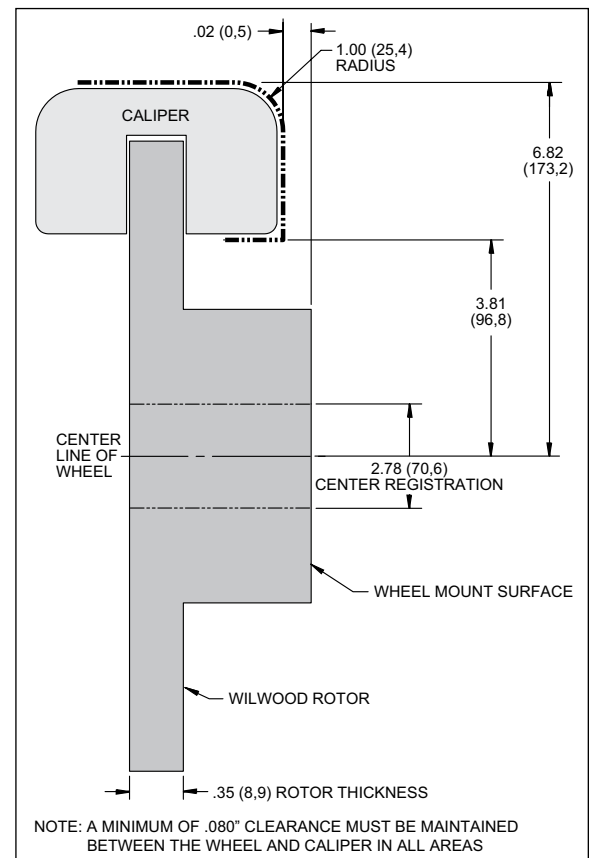 .02 (0,5)
1.00 (25,4)
RADIUS
CALIPER
6.82
(173,2)
3.81
(96,8)
CENTER
LINE OF
WHEEL
2.78 (70,6)
CENTER REGISTRATION
WHEEL MOUNT SURFACE
WILWOOD ROTOR
.35 (8,9) ROTOR THICKNESS
NOTE: A MINIMUM OF .080" CLEARANCE MUST BE MAINTAINED
BETWEEN THE WHEEL AND CALIPER IN ALL AREAS